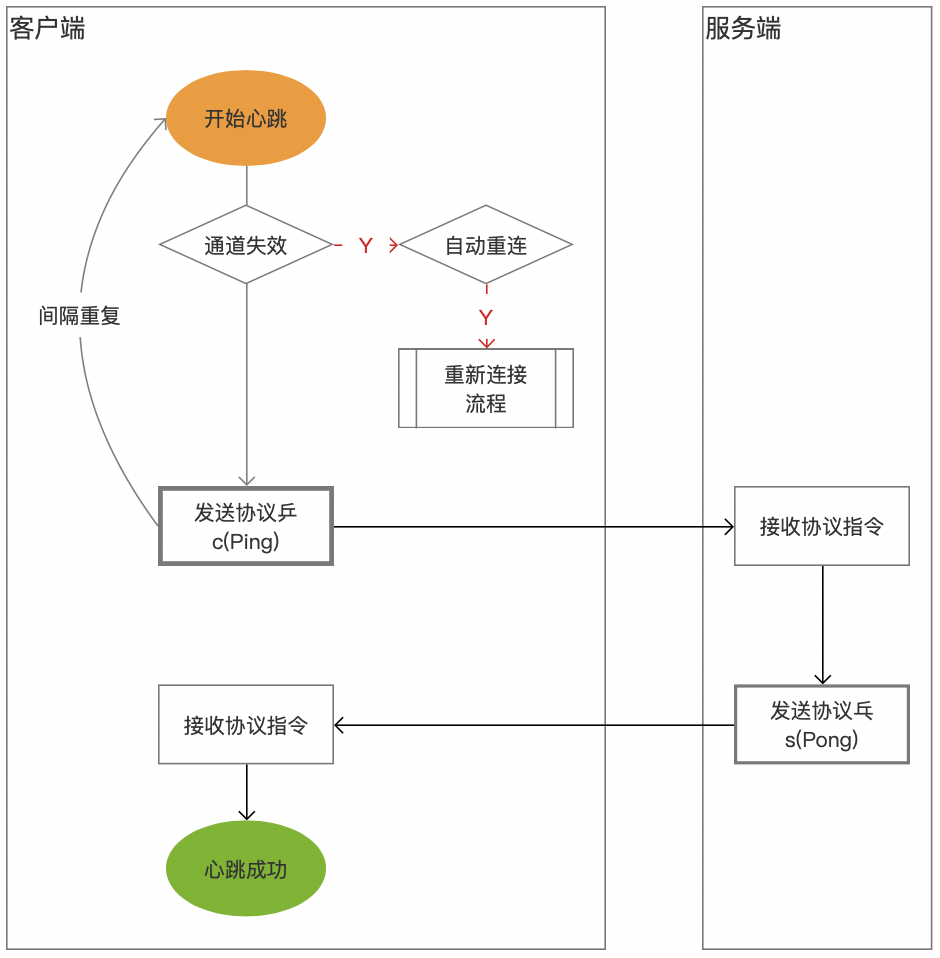 客户端
服务端
开始心跳
通道失效
Y
自动重连
Y
间隔重复
重新连接
流程
发送协议乒
c(Ping)
接收协议指令
发送协议乓
s(Pong)
接收协议指令
心跳成功